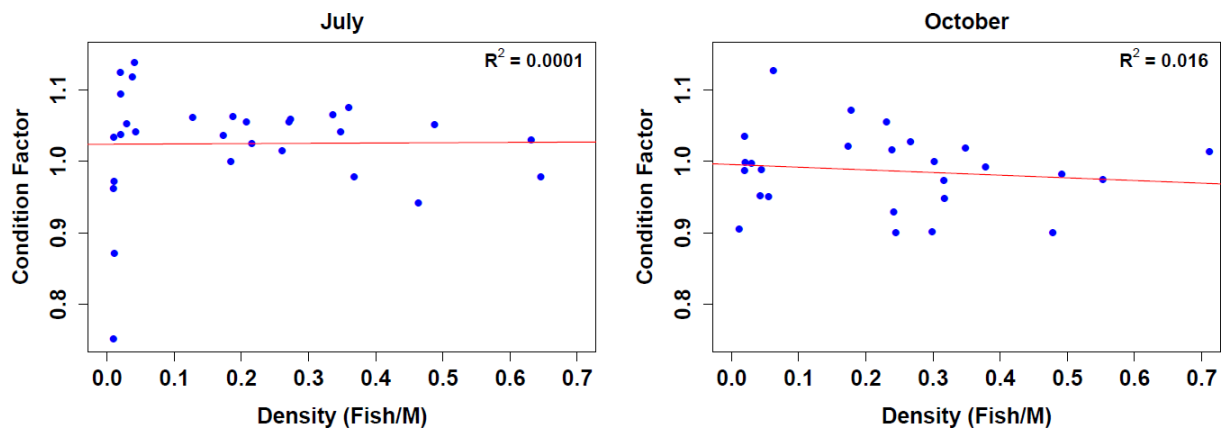 July
R² = 0.0001
1.1
1.0
0.9
0.8
Condition Factor
0.0 0.1 0.2 0.3 0.4 0.5 0.6 0.7
Density (Fish/M)
October
R² = 0.016
1.1
1.0
0.9
0.8
Condition Factor
0.0 0.1 0.2 0.3 0.4 0.5 0.6 0.7
Density (Fish/M)